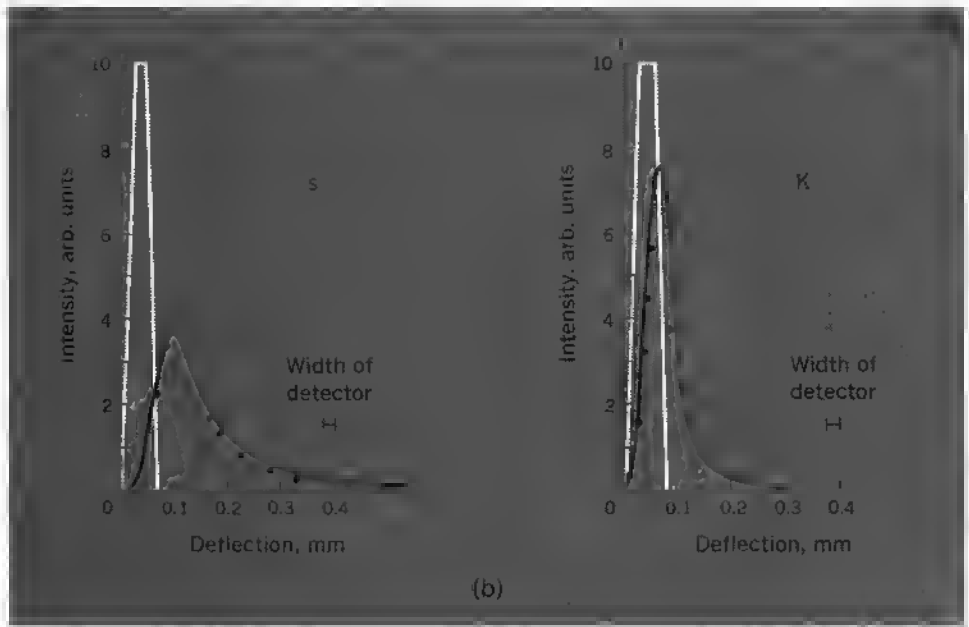 10
8
6
4
2
0 0.1 0.2 0.3 0.4
Intensity, arb. units
s
Width of
detector
Deflection, mm
10
8
6
4
2
0 0.1 0.2 0.3 0.4
Intensity, arb. units
K
Width of
detector
Deflection, mm
(b)